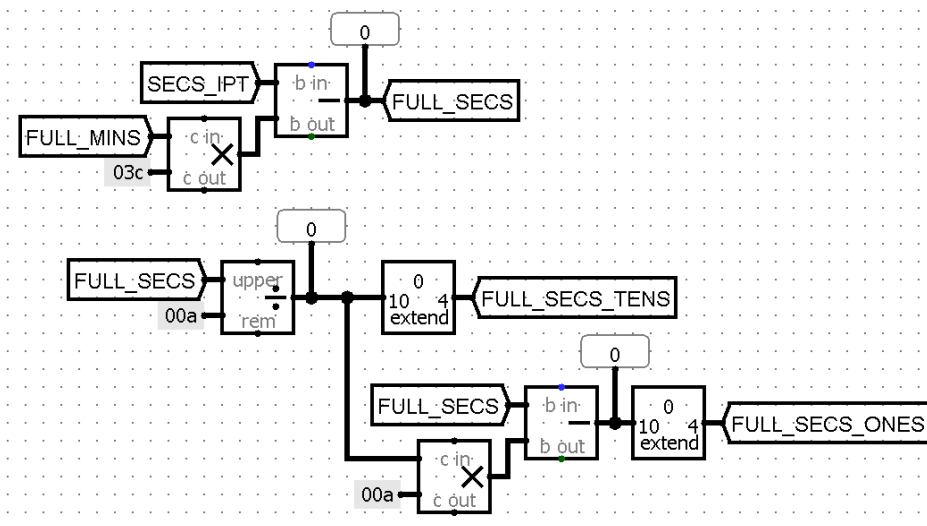 0
SECS_IPT
b in
b out
FULL_SECS
FULL_MINS
c in
03c
c out
0
FULL_SECS
upper
00a
rem
0
10 4
extend
FULL_SECS_TENS
0
FULL_SECS
b in
b out
0
10 4
extend
FULL_SECS_ONES
c in
00a
c out